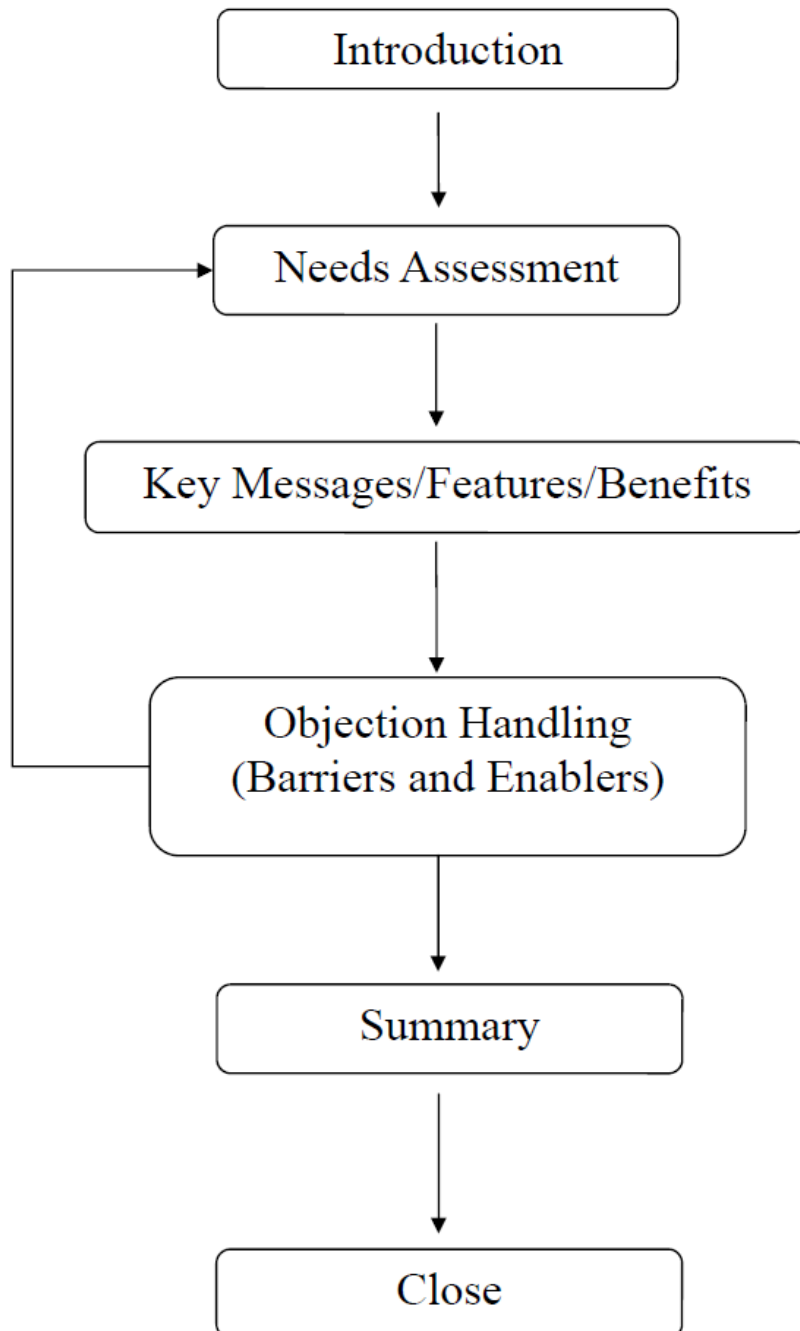 Introduction
Needs Assessment
Key Messages/Features/Benefits
Objection Handling
(Barriers and Enablers)
Summary
Close